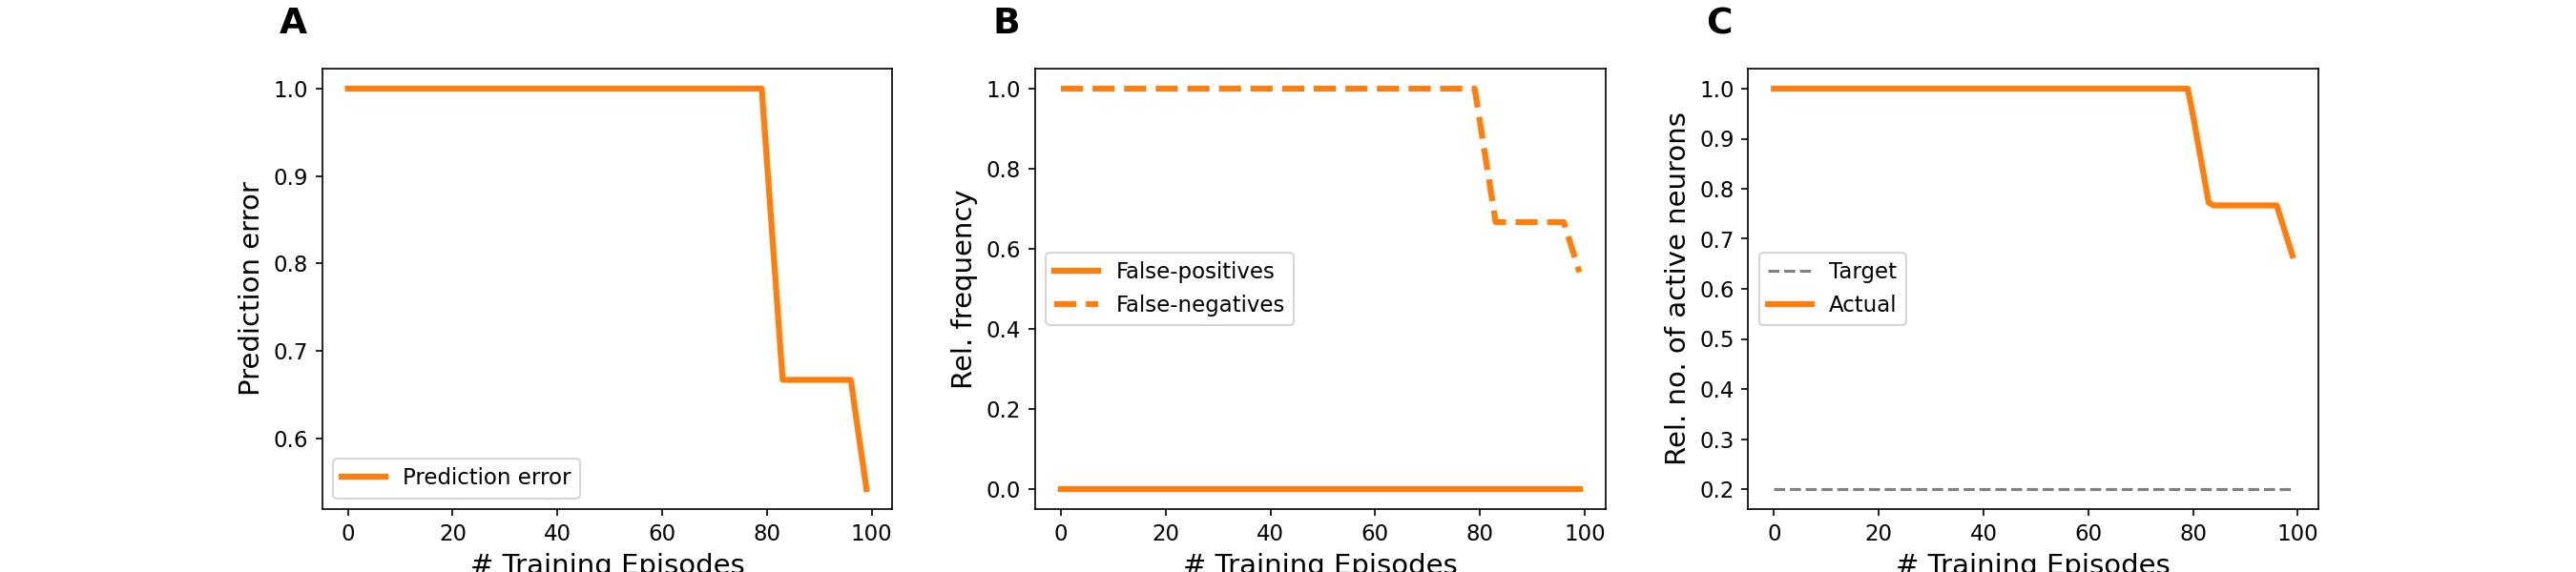 A
B
C
Prediction error
1.0
0.9
0.8
0.7
0.6
Prediction error
0
20
40
60
80
100
# Training Episodes
Rel. frequency
1.0
0.8
0.6
0.4
0.2
0.0
False-positives
False-negatives
0
20
40
60
80
100
# Training Episodes
Rel. no. of active neurons
1.0
0.9
0.8
0.7
0.6
0.5
0.4
0.3
0.2
Target
Actual
0
20
40
60
80
100
# Training Episodes